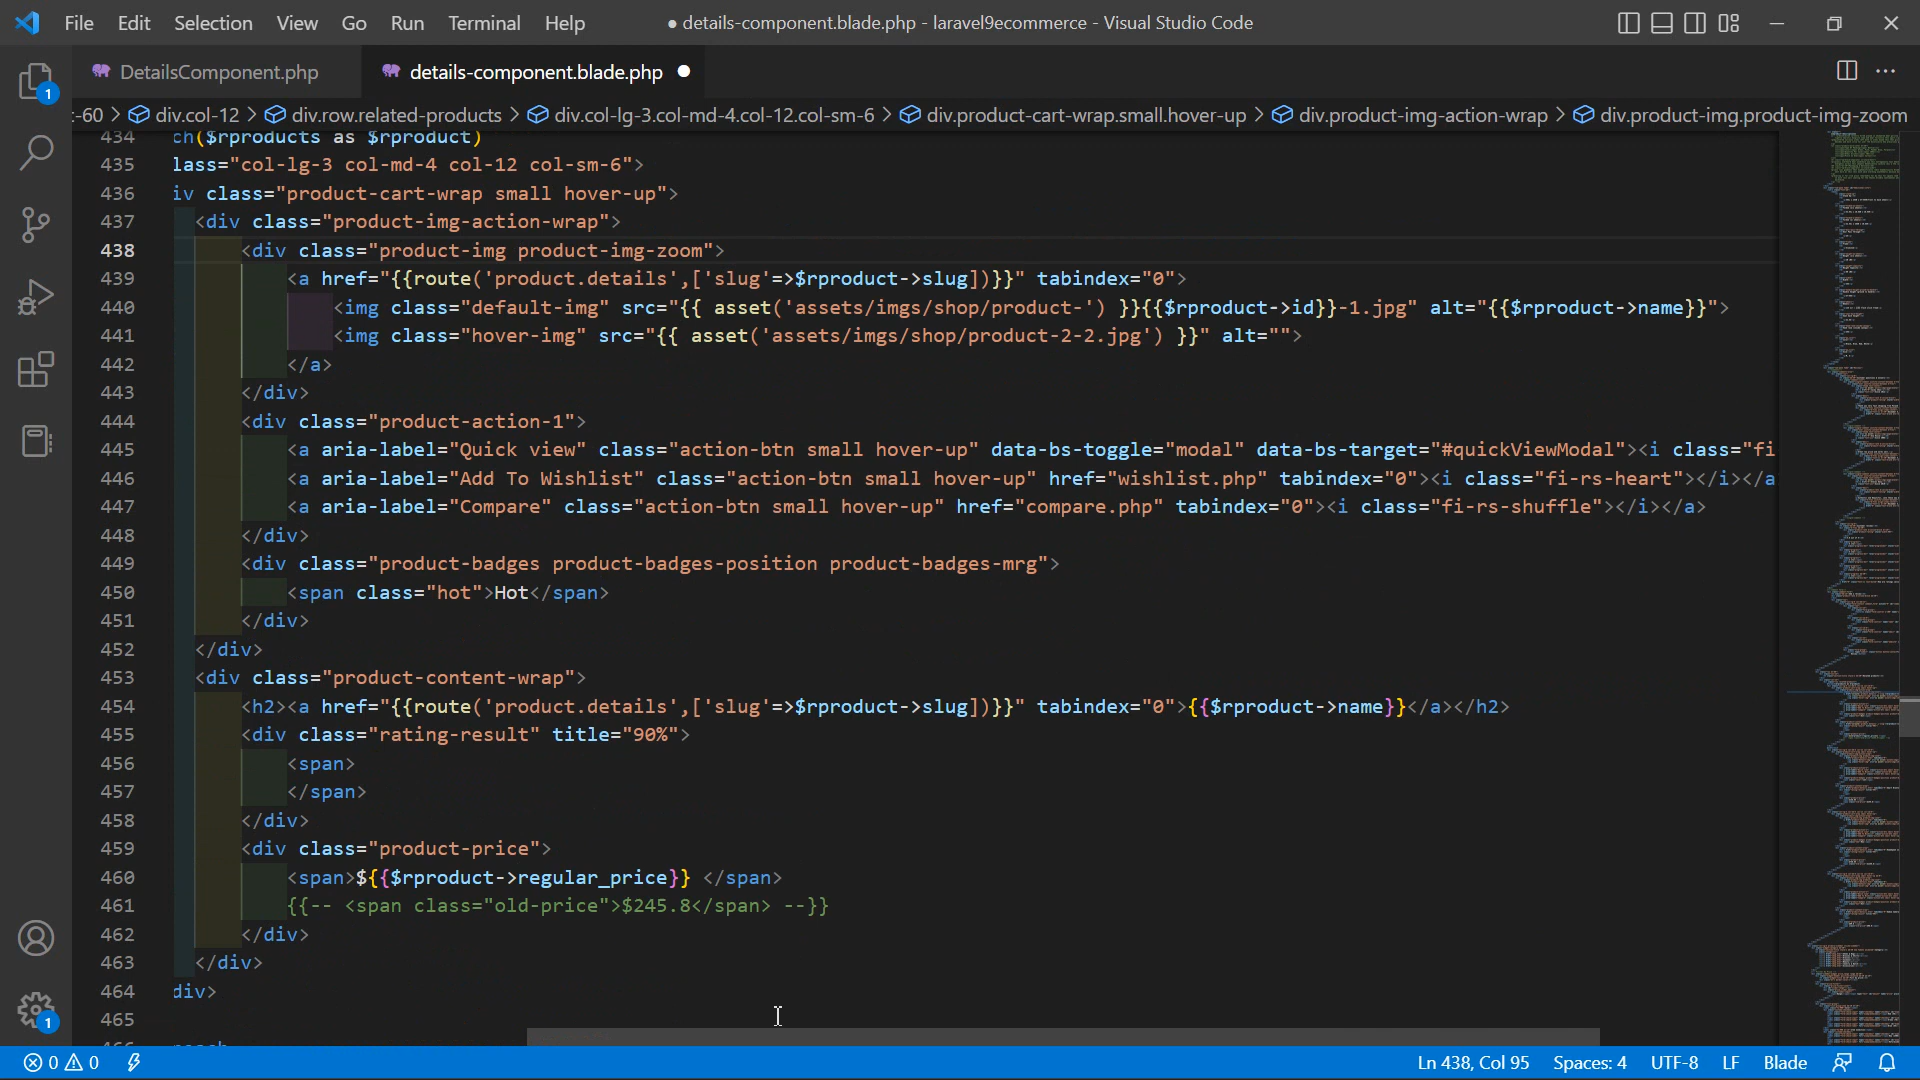 File Edit Selection View Go Run Terminal Help ● details-component.blade.php - laravel9ecommerce - Visual Studio Code
DetailsComponent.php details-component.blade.php ●
1 :-60 > div.col-12 > div.row.related-products > div.col-lg-3.col-md-4.col-12.col-sm-6 > div.product-cart-wrap.small.hover-up > div.product-img-action-wrap > div.product-img.product-img-zoom
434 ch($rproducts as $rproduct)
435 lass="col-lg-3 col-md-4 col-12 col-sm-6">
436 iv class="product-cart-wrap small hover-up">
437 <div class="product-img-action-wrap">
438 <div class="product-img product-img-zoom">
439 <a href="{{route('product.details',['slug'=>$rproduct->slug])}}" tabindex="0">
440 <img class="default-img" src="{{ asset('assets/imgs/shop/product-') }}{{$rproduct->id}}-1.jpg" alt="{{$rproduct->name}}">
441 <img class="hover-img" src="{{ asset('assets/imgs/shop/product-2-2.jpg') }}" alt="">
442 </a>
443 </div>
444 <div class="product-action-1">
445 <a aria-label="Quick view" class="action-btn small hover-up" data-bs-toggle="modal" data-bs-target="#quickViewModal"><i class="fi
446 <a aria-label="Add To Wishlist" class="action-btn small hover-up" href="wishlist.php" tabindex="0"><i class="fi-rs-heart"></i></a
447 <a aria-label="Compare" class="action-btn small hover-up" href="compare.php" tabindex="0"><i class="fi-rs-shuffle"></i></a>
448 </div>
449 <div class="product-badges product-badges-position product-badges-mrg">
450 <span class="hot">Hot</span>
451 </div>
452 </div>
453 <div class="product-content-wrap">
454 <h2><a href="{{route('product.details',['slug'=>$rproduct->slug])}}" tabindex="0">{{$rproduct->name}}</a></h2>
455 <div class="rating-result" title="90%">
456 <span>
457 </span>
458 </div>
459 <div class="product-price">
460 <span>${{$rproduct->regular_price}} </span>
461 {{-- <span class="old-price">$245.8</span> --}}
462 </div>
463 </div>
464 div>
465
1
0 0 Ln 438, Col 95 Spaces: 4 UTF-8 LF Blade